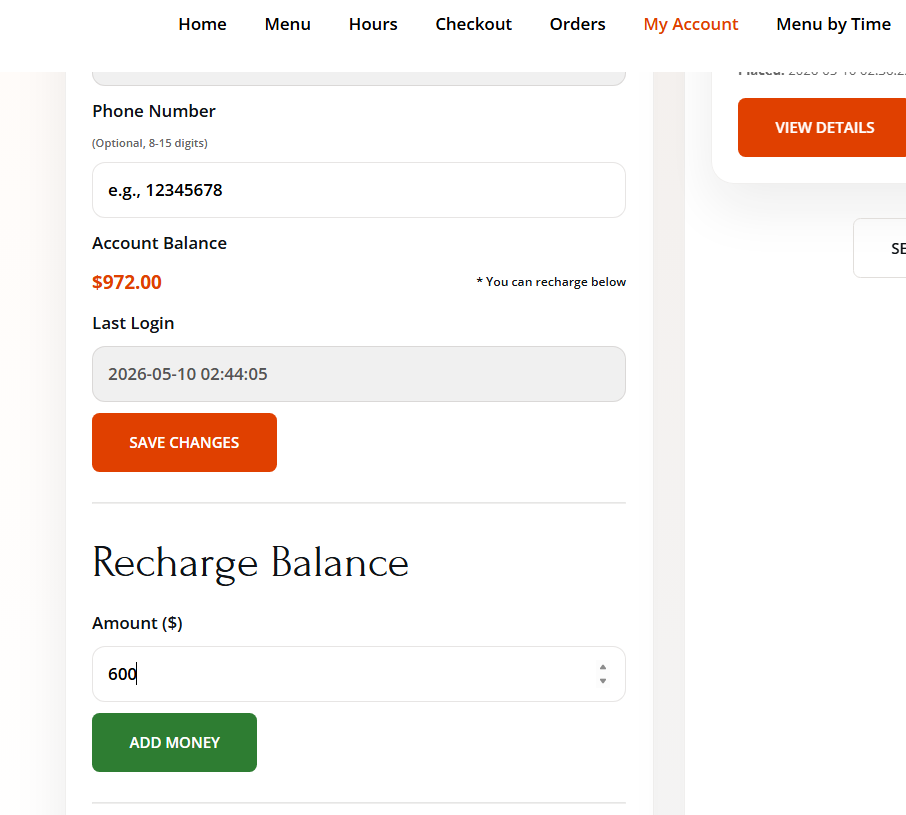 Home Menu Hours Checkout Orders My Account Menu by Time
Phone Number
(Optional, 8-15 digits)
e.g., 12345678
Account Balance
$972.00
* You can recharge below
Last Login
2026-05-10 02:44:05
SAVE CHANGES
Recharge Balance
Amount ($)
600
ADD MONEY
Placed:
VIEW DETAILS